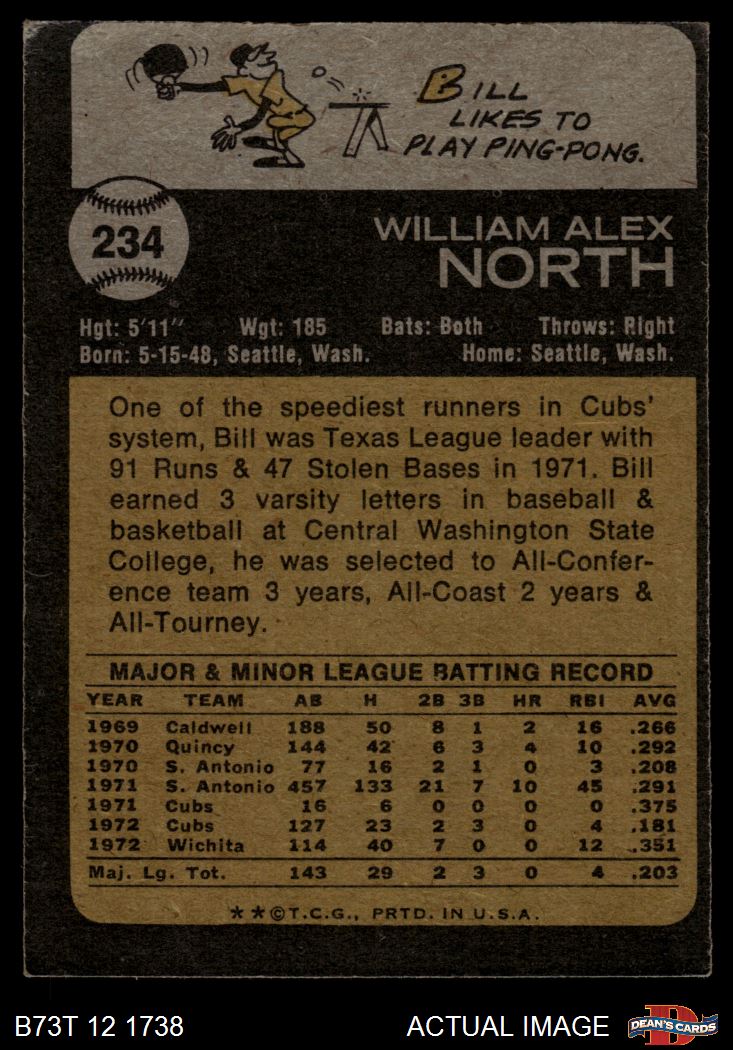 BILL
LIKES TO
PLAY PING-PONG.
234
WILLIAM ALEX
NORTH
Hgt: 5'11" Wgt: 185 Bats: Both Throws: Right
Born: 5-15-48, Seattle, Wash. Home: Seattle, Wash.
One of the speediest runners in Cubs'
system, Bill was Texas League leader with
91 Runs & 47 Stolen Bases in 1971. Bill
earned 3 varsity letters in baseball &
basketball at Central Washington State
College, he was selected to All-Confer-
ence team 3 years, All-Coast 2 years &
All-Tourney.
MAJOR & MINOR LEAGUE BATTING RECORD
YEAR TEAM AB H 2B 3B HR RBI AVG
1969 Caldwell 188 50 8 1 2 16 .266
1970 Quincy 144 42 6 3 4 10 .292
1970 S. Antonio 77 16 2 1 0 3 .208
1971 S. Antonio 457 133 21 7 10 45 .291
1971 Cubs 16 6 0 0 0 0 .375
1972 Cubs 127 23 2 3 0 4 .181
1972 Wichita 114 40 7 0 0 12 .351
Maj. Lg. Tot. 143 29 2 3 0 4 .203
**©T.C.G., PRTD. IN U.S.A.
B73T 12 1738 ACTUAL IMAGE DEAN'S CARDS